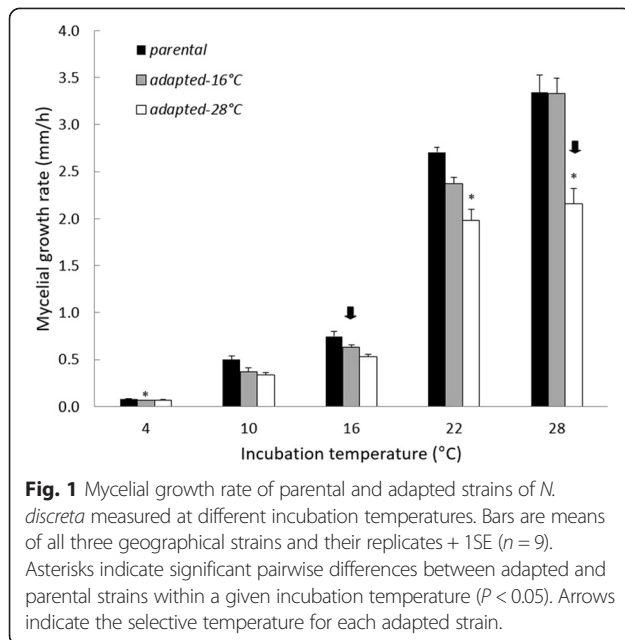 4.0
3.5
3.0
2.5
2.0
1.5
1.0
0.5
0.0
Mycelial growth rate (mm/h)
parental
adapted-16°C
adapted-28°C
*
*
*
4 10 16 22 28
Incubation temperature (°C)
Fig. 1 Mycelial growth rate of parental and adapted strains of N.
discreta measured at different incubation temperatures. Bars are means
of all three geographical strains and their replicates + 1SE (n = 9).
Asterisks indicate significant pairwise differences between adapted and
parental strains within a given incubation temperature (P < 0.05). Arrows
indicate the selective temperature for each adapted strain.